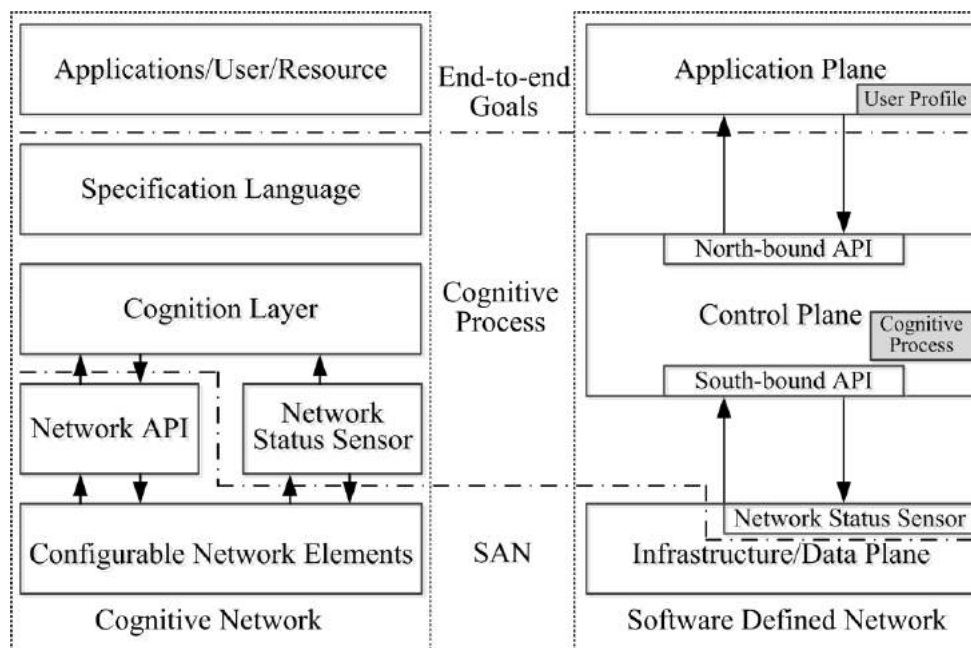 Applications/User/Resource
Specification Language
Cognition Layer
Network API
Network
Status Sensor
Configurable Network Elements
Cognitive Network
End-to-end
Goals
Cognitive
Process
SAN
Application Plane
User Profile
North-bound API
Control Plane
Cognitive
Process
South-bound API
Network Status Sensor
Infrastructure/Data Plane
Software Defined Network